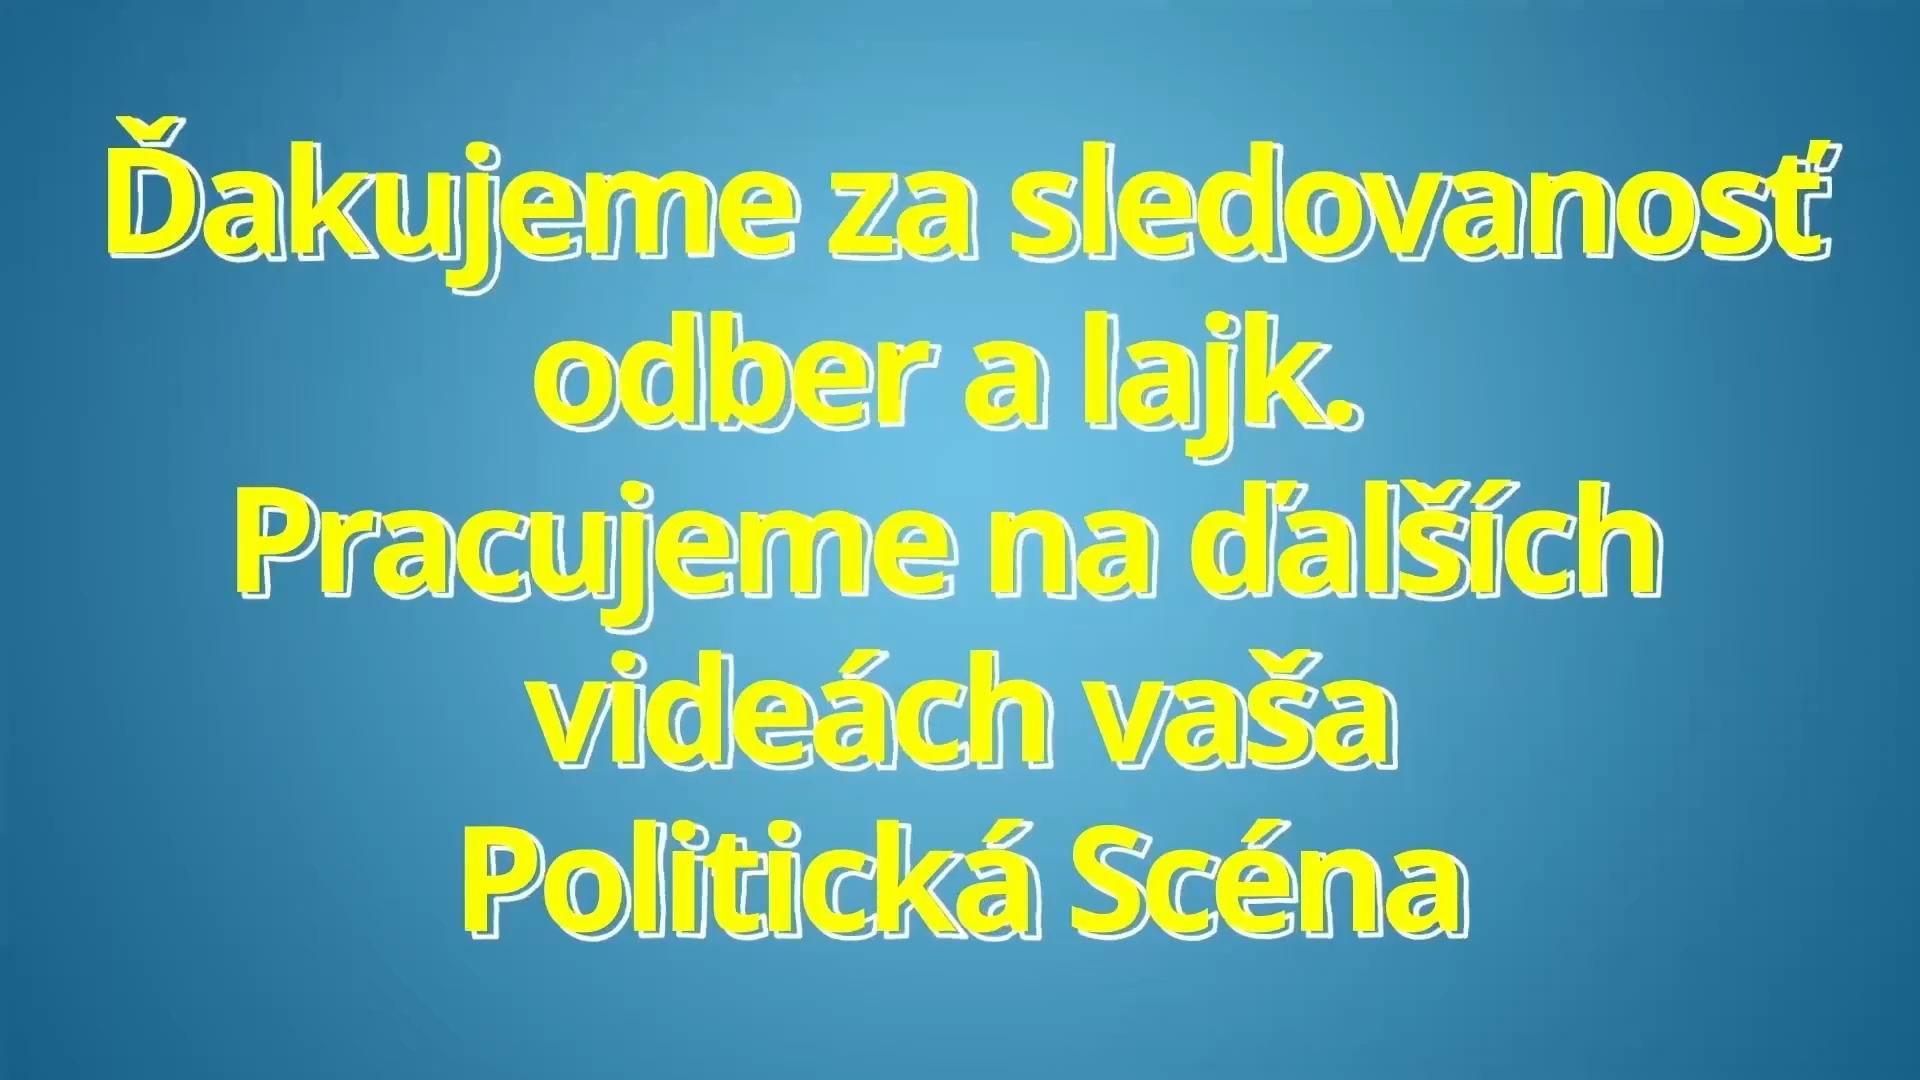 Ďakujeme za sledovanosť
odber a lajk.
Pracujeme na ďalších
videách vaša
Politická Scéna